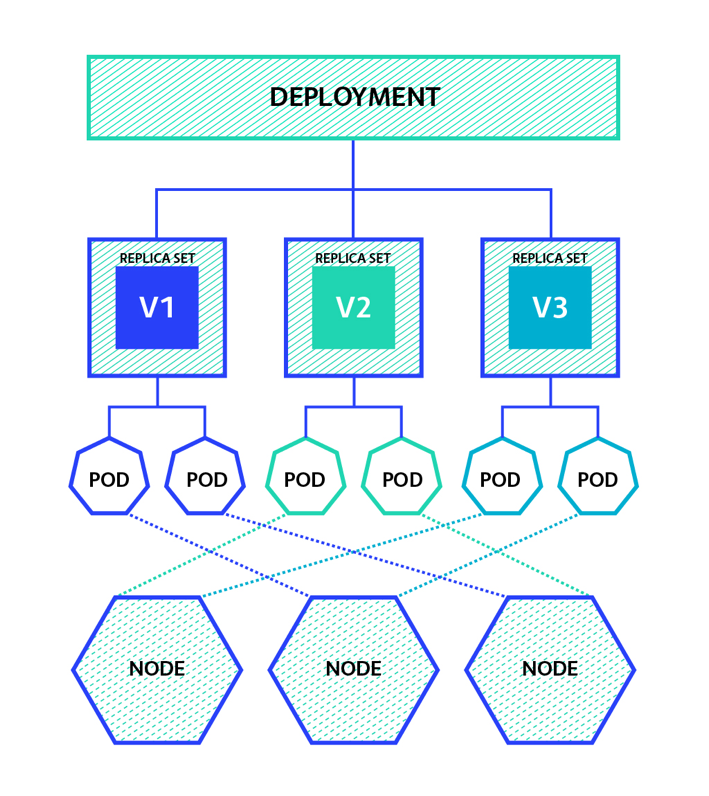 DEPLOYMENT
REPLICA SET
V1
REPLICA SET
V2
REPLICA SET
V3
POD
POD
POD
POD
POD
POD
NODE
NODE
NODE